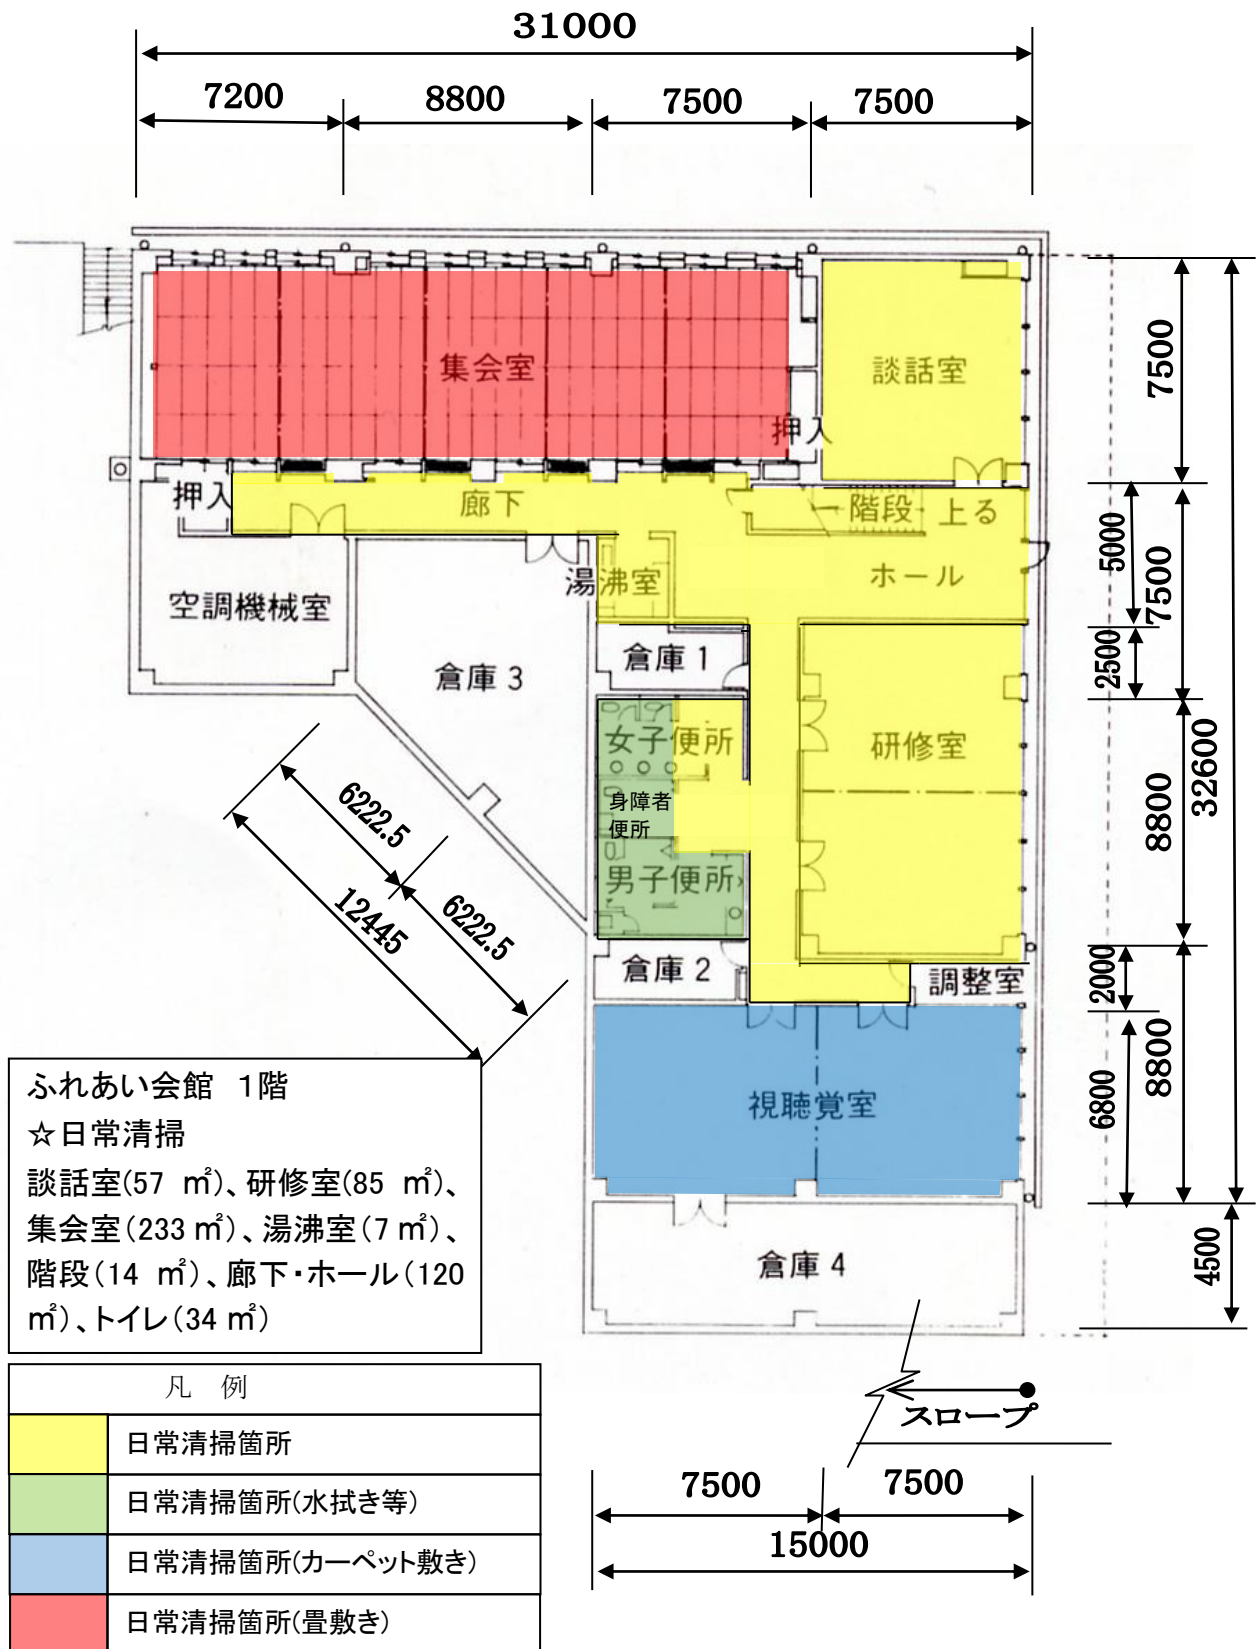 31000
7200
8800
7500
7500
集会室
談話室
押入
押入
廊下
階段
上る
湯沸室
ホール
空調機械室
倉庫3
倉庫1
女子便所
研修室
身障者
便所
男子便所
倉庫2
調整室
視聴覚室
倉庫4
7500
5000
7500
2500
8800
32600
2000
8800
6800
4500
6222.5
12445
6222.5
ふれあい会館 1階
☆日常清掃
談話室(57 ㎡)、研修室(85 ㎡)、
集会室(233 ㎡)、湯沸室(7 ㎡)、
階段(14 ㎡)、廊下・ホール(120
㎡)、トイレ(34 ㎡)
スロープ
7500
7500
15000
凡 例
日常清掃箇所
日常清掃箇所(水拭き等)
日常清掃箇所(カーペット敷き)
日常清掃箇所(畳敷き)